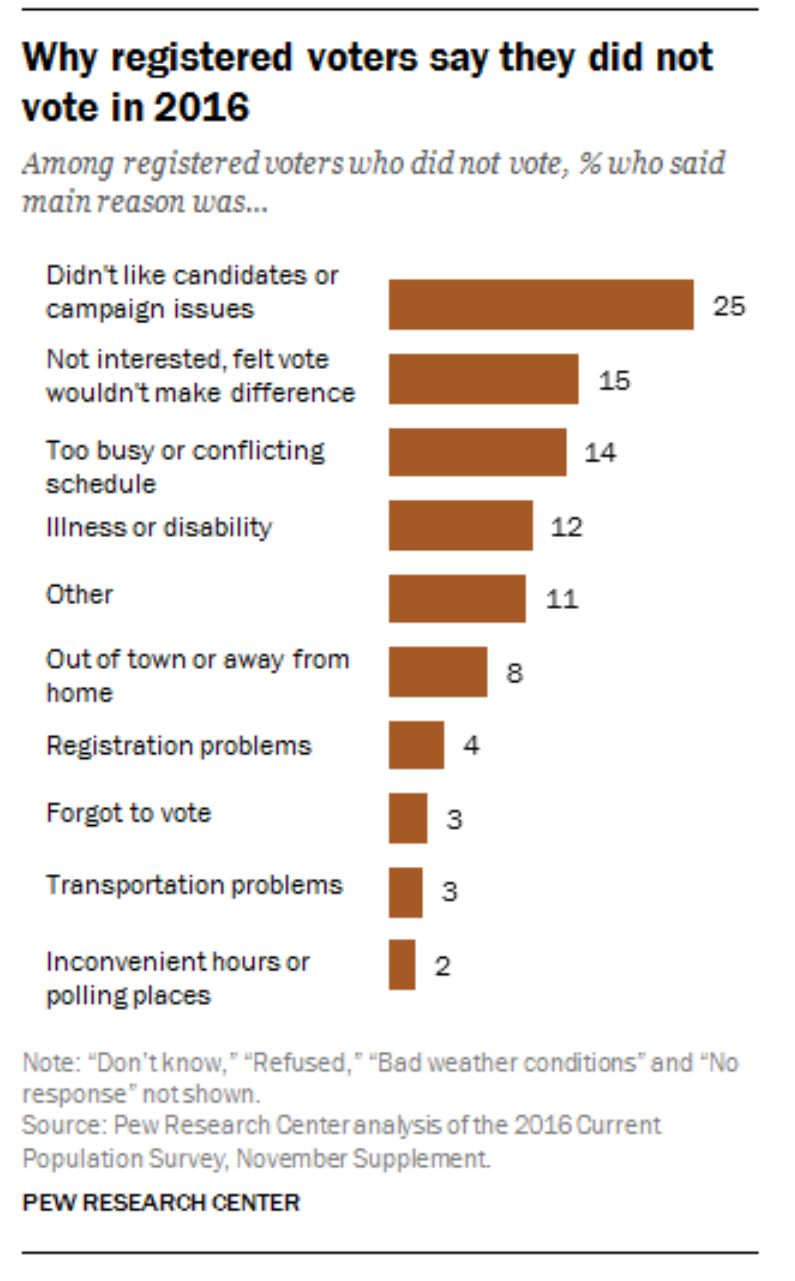 Why registered voters say they did not
vote in 2016
Among registered voters who did not vote, % who said
main reason was...
Didn't like candidates or
campaign issues
25
Not interested, felt vote
wouldn't make difference
15
Too busy or conflicting
schedule
14
Illness or disability
12
Other
11
Out of town or away from
home
8
Registration problems
4
Forgot to vote
3
Transportation problems
3
Inconvenient hours or
polling places
2
Note: “Don’t know,” “Refused,” “Bad weather conditions” and “No
response” not shown.
Source: Pew Research Center analysis of the 2016 Current
Population Survey, November Supplement.
PEW RESEARCH CENTER